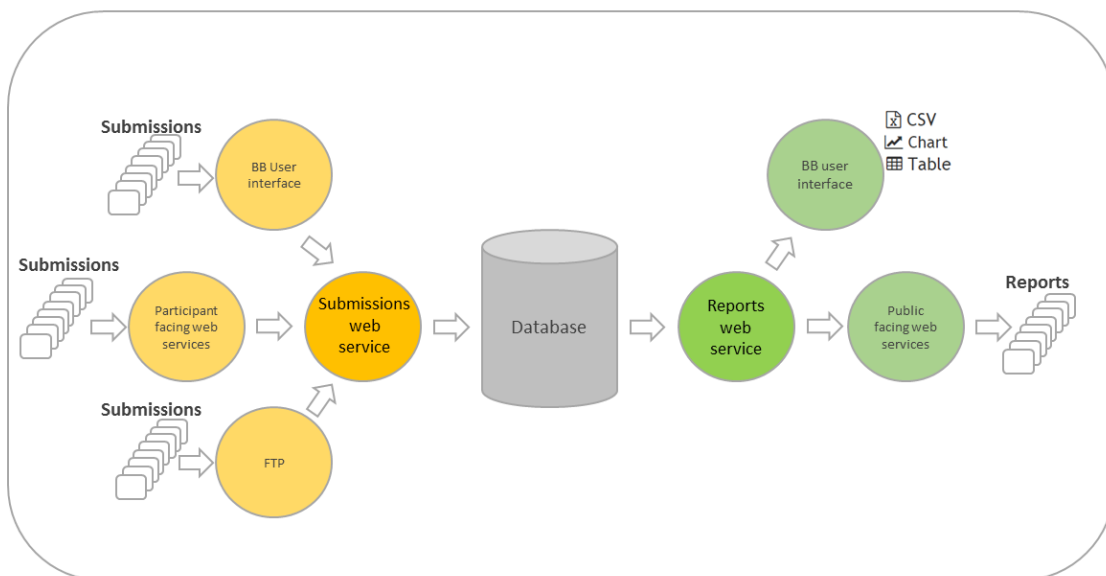 Submissions
BB User
interface
CSV
Chart
Table
BB user
interface
Submissions
Participant
facing web
services
Submissions
web
service
Database
Reports
web
service
Public
facing web
services
Reports
Submissions
FTP